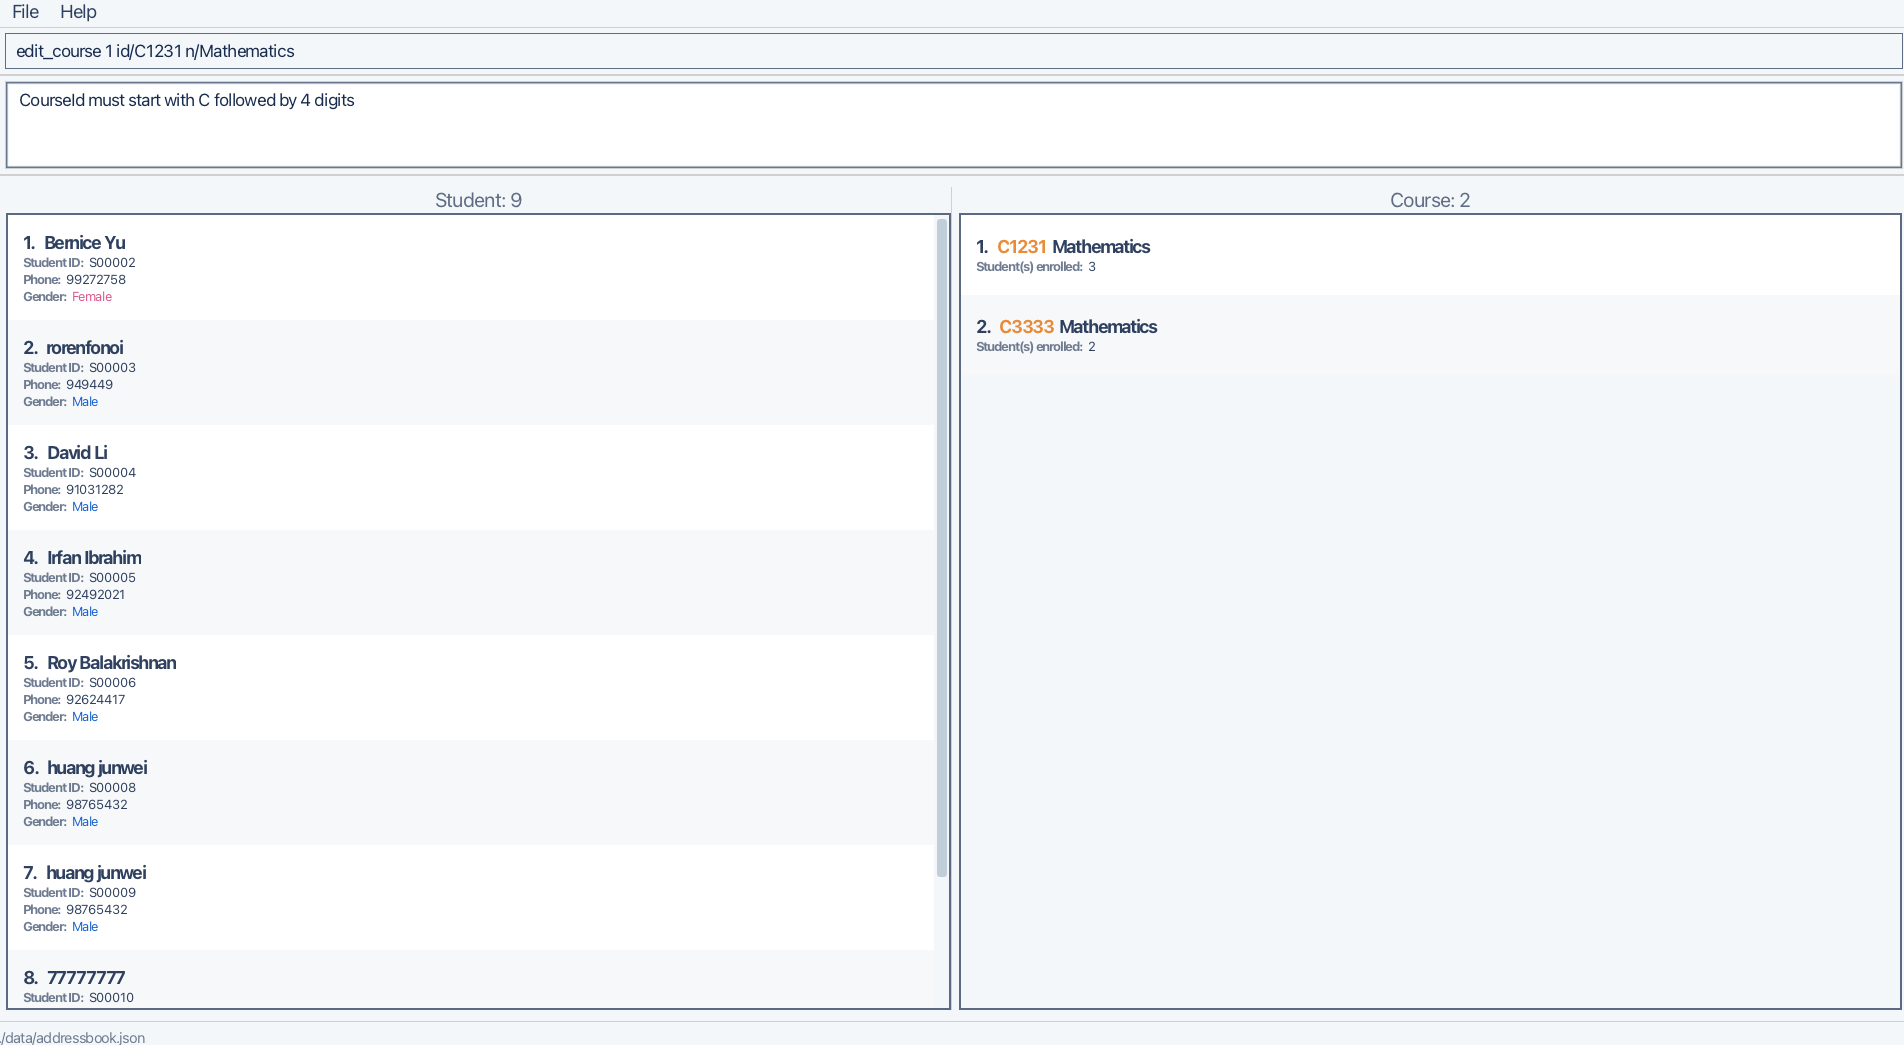 File Help
edit_course 1 id/C1231 n/Mathematics
CourseId must start with C followed by 4 digits
Student: 9
1. Bernice Yu
Student ID: S00002
Phone: 99272758
Gender: Female
2. rorenfonoi
Student ID: S00003
Phone: 949449
Gender: Male
3. David Li
Student ID: S00004
Phone: 91031282
Gender: Male
4. Irfan Ibrahim
Student ID: S00005
Phone: 92492021
Gender: Male
5. Roy Balakrishnan
Student ID: S00006
Phone: 92624417
Gender: Male
6. huang junwei
Student ID: S00008
Phone: 98765432
Gender: Male
7. huang junwei
Student ID: S00009
Phone: 98765432
Gender: Male
8. 77777777
Student ID: S00010
Course: 2
1. C1231 Mathematics
Student(s) enrolled: 3
2. C3333 Mathematics
Student(s) enrolled: 2
./data/addressbook.json